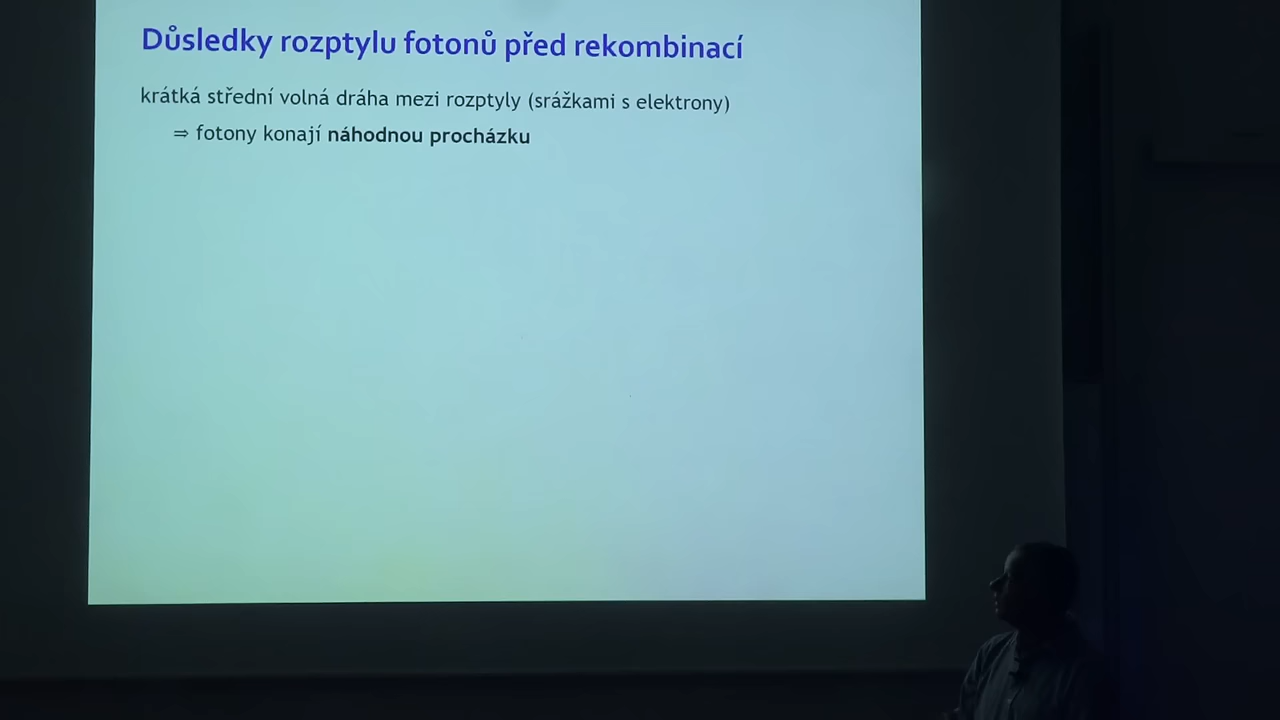 Důsledky rozptylu fotonů před rekombinací
krátká střední volná dráha mezi rozptyly (srážkami s elektrony)
⇒ fotony konají náhodnou procházku